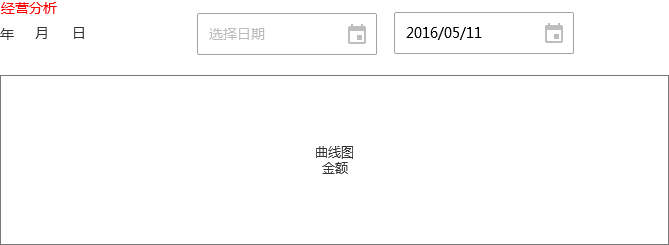 经营分析
年 月 日 选择日期 2016/05/11
曲线图
金额